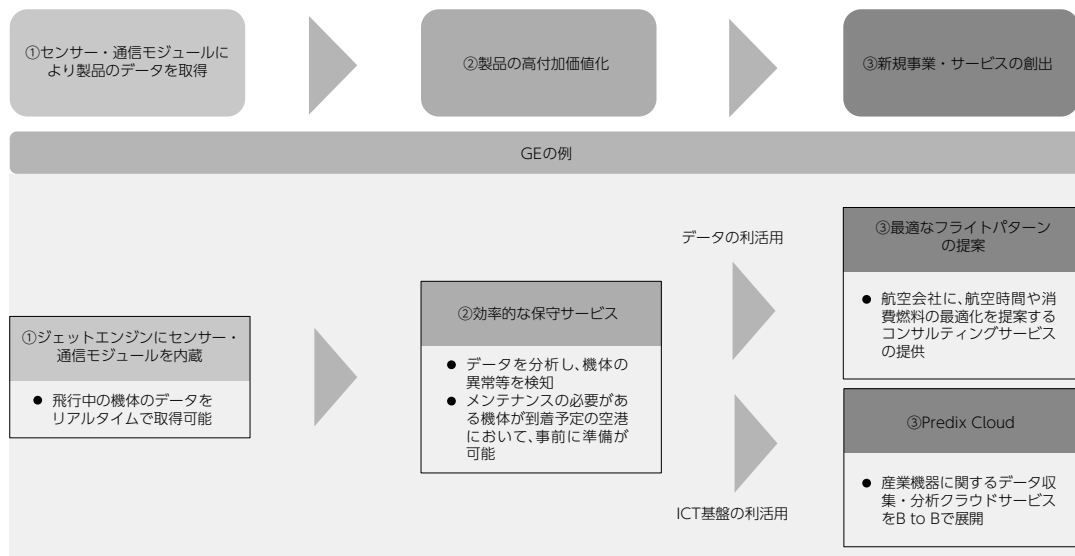 ①センサー・通信モジュールに
より製品のデータを取得
②製品の高付加価値化
③新規事業・サービスの創出
GEの例
①ジェットエンジンにセンサー・
通信モジュールを内蔵
● 飛行中の機体のデータを
リアルタイムで取得可能
②効率的な保守サービス
● データを分析し、機体の
異常等を検知
● メンテナンスの必要があ
る機体が到着予定の空港
において、事前に準備が
可能
データの利活用
③最適なフライトパターン
の提案
● 航空会社に、航空時間や消
費燃料の最適化を提案する
コンサルティングサービス
の提供
ICT基盤の利活用
③Predix Cloud
● 産業機器に関するデータ収
集・分析クラウドサービス
をB to Bで展開